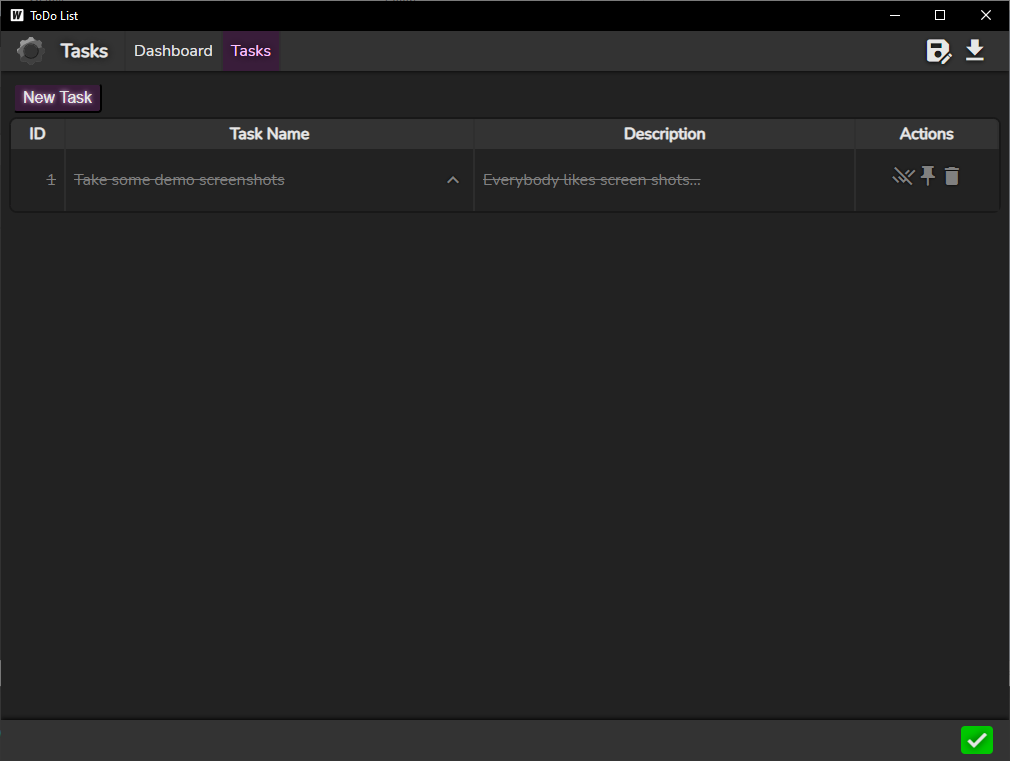 W ToDo List
Tasks Dashboard Tasks
New Task
ID Task Name Description Actions
1 Take some demo screenshots Everybody likes screen shots...